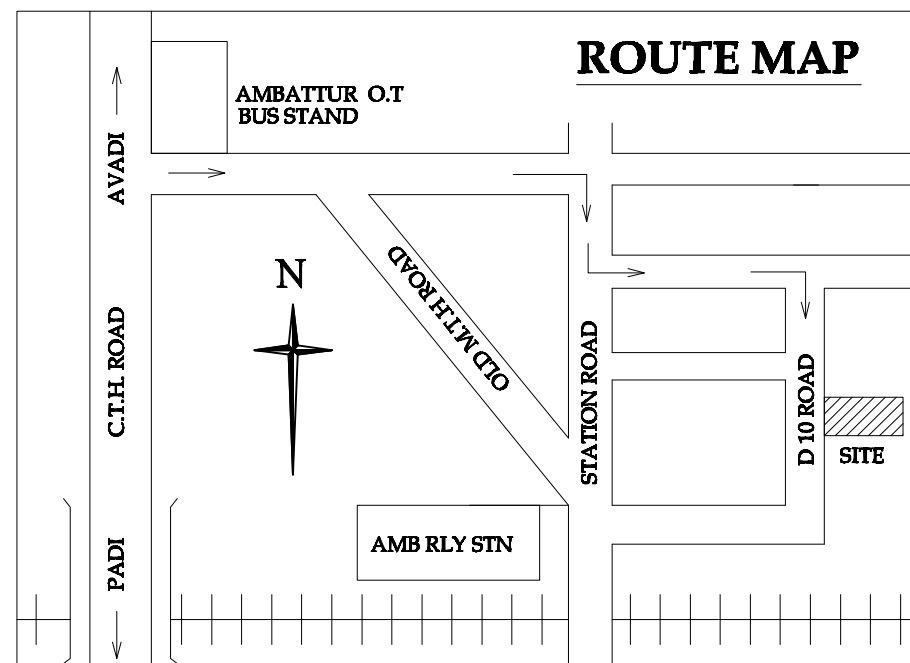 ROUTE MAP
AMBATTUR O.T
BUS STAND
AVADI
N
OLD M.T.H ROAD
C.T.H. ROAD
STATION ROAD
D 10 ROAD
SITE
AMB RLY STN
PADI